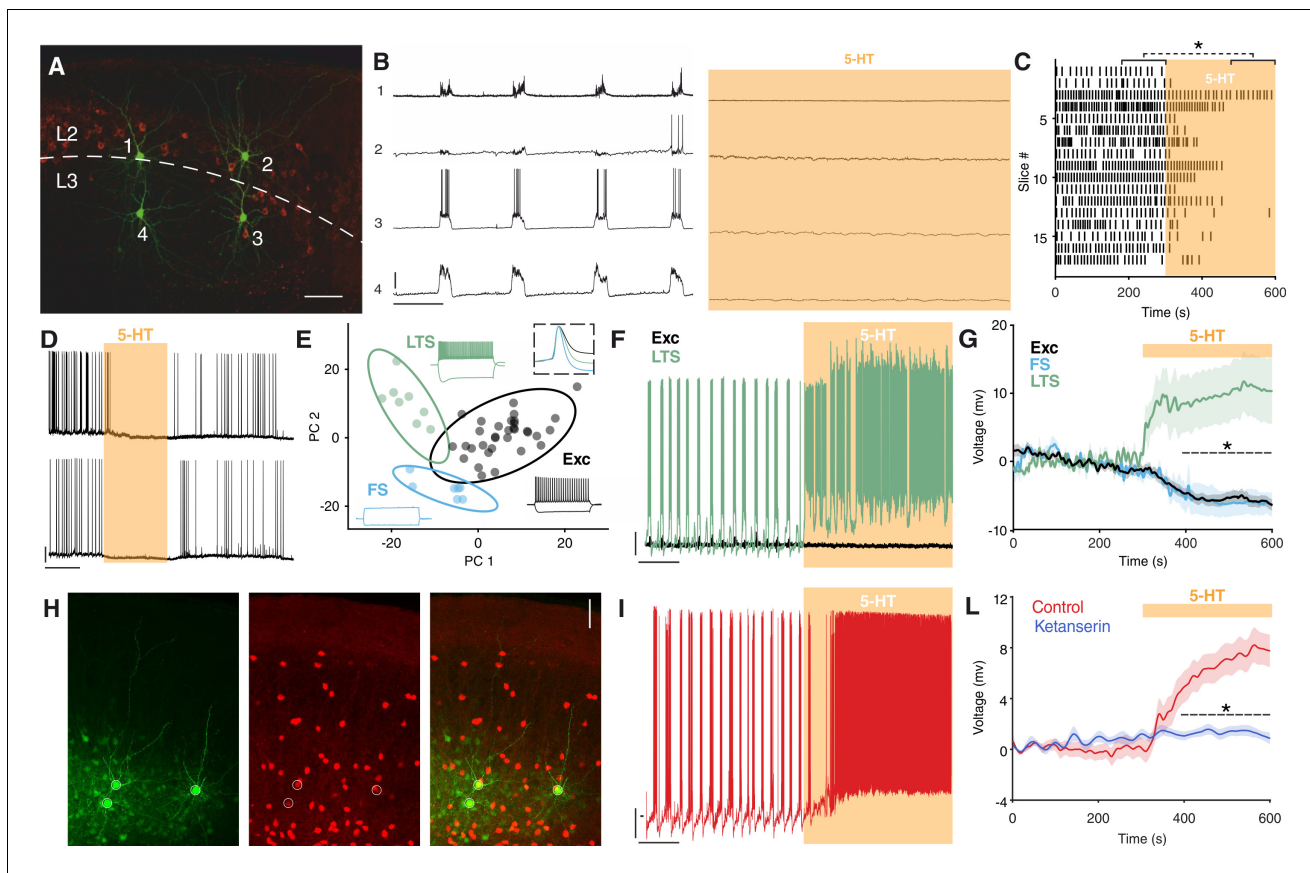 A
L2
L3
1
2
3
4
B
5-HT
1
2
3
4
C
*
5-HT
Slice #
5
10
15
0 200 400 600
Time (s)
D
5-HT
E
LTS
Exc
FS
PC 2
20
0
-20
-20 0 20
PC 1
F
Exc
LTS
5-HT
G
Exc
FS
LTS
5-HT
*
Voltage (mv)
20
10
0
-10
0 200 400 600
Time (s)
H
I
5-HT
L
Control
Ketanserin
5-HT
*
Voltage (mv)
12
8
4
0
-4
0 200 400 600
Time (s)